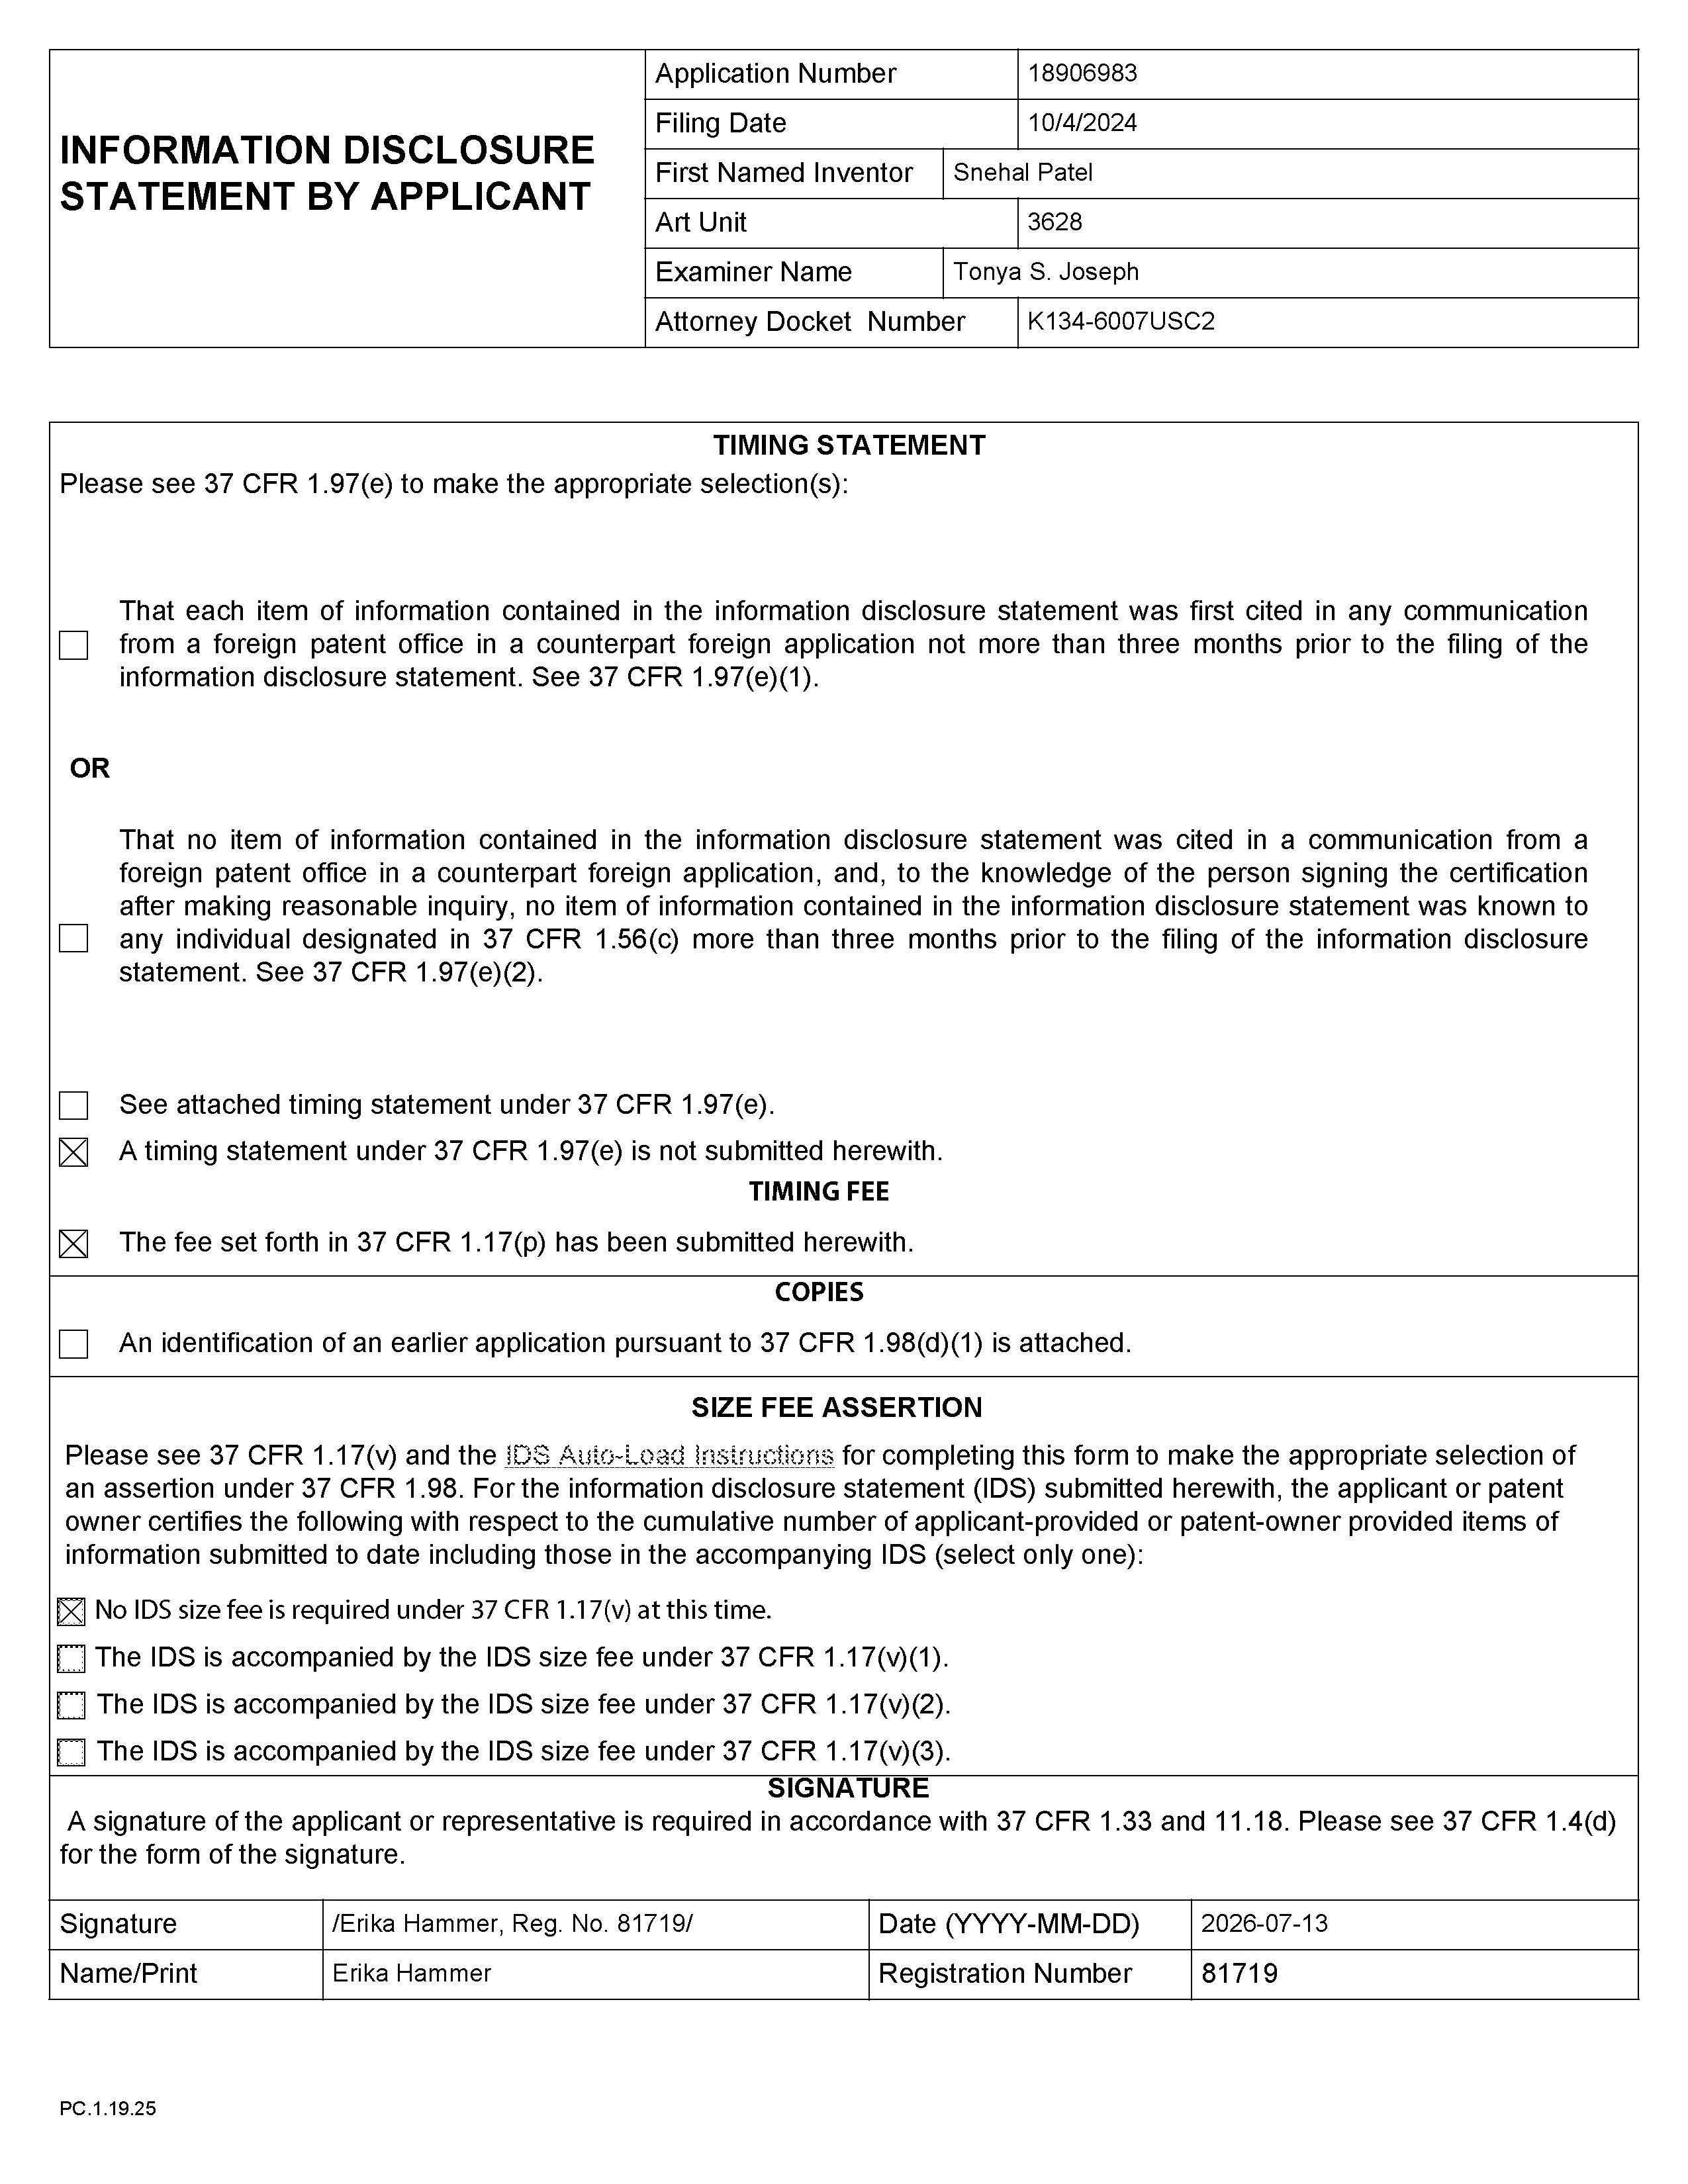 INFORMATION DISCLOSURE
STATEMENT BY APPLICANT
Application Number 18906983
Filing Date 10/4/2024
First Named Inventor Snehal Patel
Art Unit 3628
Examiner Name Tonya S. Joseph
Attorney Docket Number K134-6007USC2
TIMING STATEMENT
Please see 37 CFR 1.97(e) to make the appropriate selection(s):
That each item of information contained in the information disclosure statement was first cited in any communication
from a foreign patent office in a counterpart foreign application not more than three months prior to the filing of the
information disclosure statement. See 37 CFR 1.97(e)(1).
OR
That no item of information contained in the information disclosure statement was cited in a communication from a
foreign patent office in a counterpart foreign application, and, to the knowledge of the person signing the certification
after making reasonable inquiry, no item of information contained in the information disclosure statement was known to
any individual designated in 37 CFR 1.56(c) more than three months prior to the filing of the information disclosure
statement. See 37 CFR 1.97(e)(2).
See attached timing statement under 37 CFR 1.97(e).
A timing statement under 37 CFR 1.97(e) is not submitted herewith.
TIMING FEE
The fee set forth in 37 CFR 1.17(p) has been submitted herewith.
COPIES
An identification of an earlier application pursuant to 37 CFR 1.98(d)(1) is attached.
SIZE FEE ASSERTION
Please see 37 CFR 1.17(v) and the IDS Auto-Load Instructions for completing this form to make the appropriate selection of
an assertion under 37 CFR 1.98. For the information disclosure statement (IDS) submitted herewith, the applicant or patent
owner certifies the following with respect to the cumulative number of applicant-provided or patent-owner provided items of
information submitted to date including those in the accompanying IDS (select only one):
No IDS size fee is required under 37 CFR 1.17(v) at this time.
The IDS is accompanied by the IDS size fee under 37 CFR 1.17(v)(1).
The IDS is accompanied by the IDS size fee under 37 CFR 1.17(v)(2).
The IDS is accompanied by the IDS size fee under 37 CFR 1.17(v)(3).
SIGNATURE
A signature of the applicant or representative is required in accordance with 37 CFR 1.33 and 11.18. Please see 37 CFR 1.4(d)
for the form of the signature.
Signature /Erika Hammer, Reg. No. 81719/ Date (YYYY-MM-DD) 2026-07-13
Name/Print Erika Hammer Registration Number 81719
PC.1.19.25